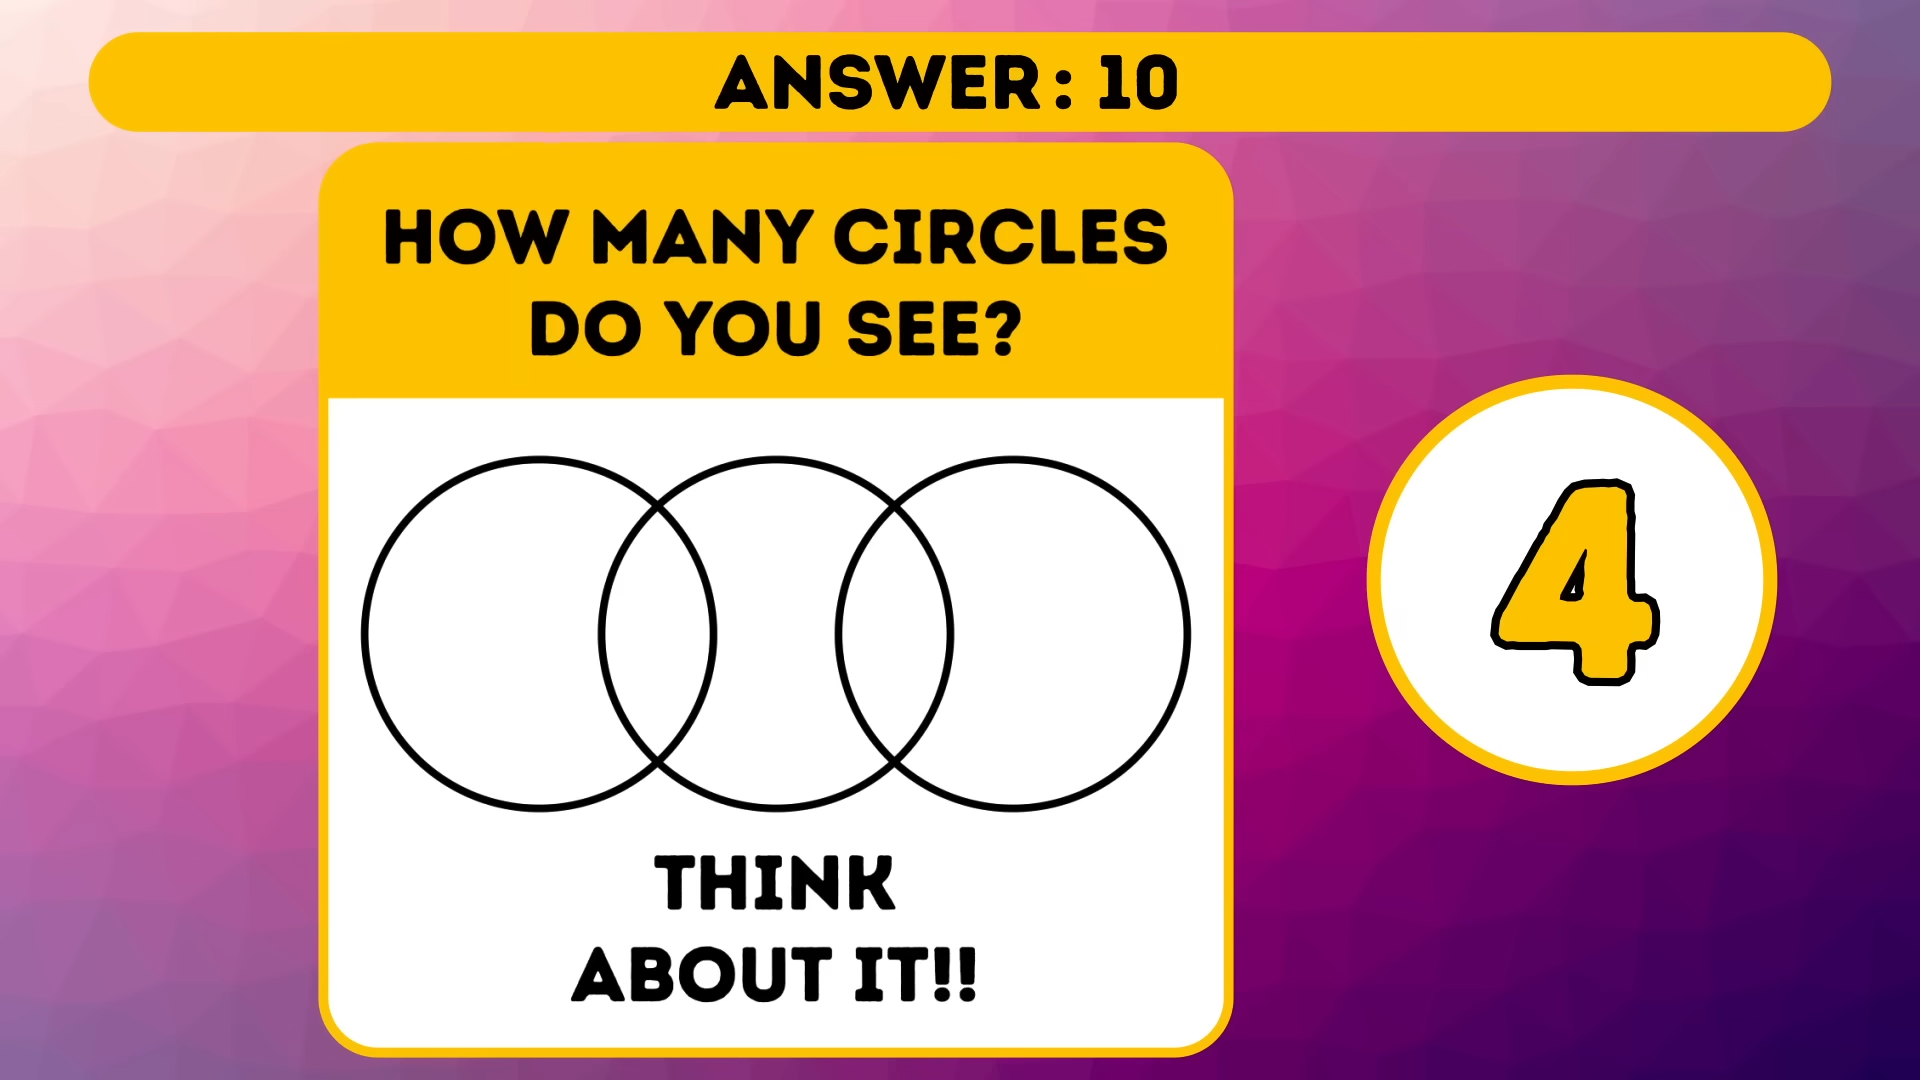 ANSWER: 10
HOW MANY CIRCLES
DO YOU SEE?
4
THINK
ABOUT IT!!